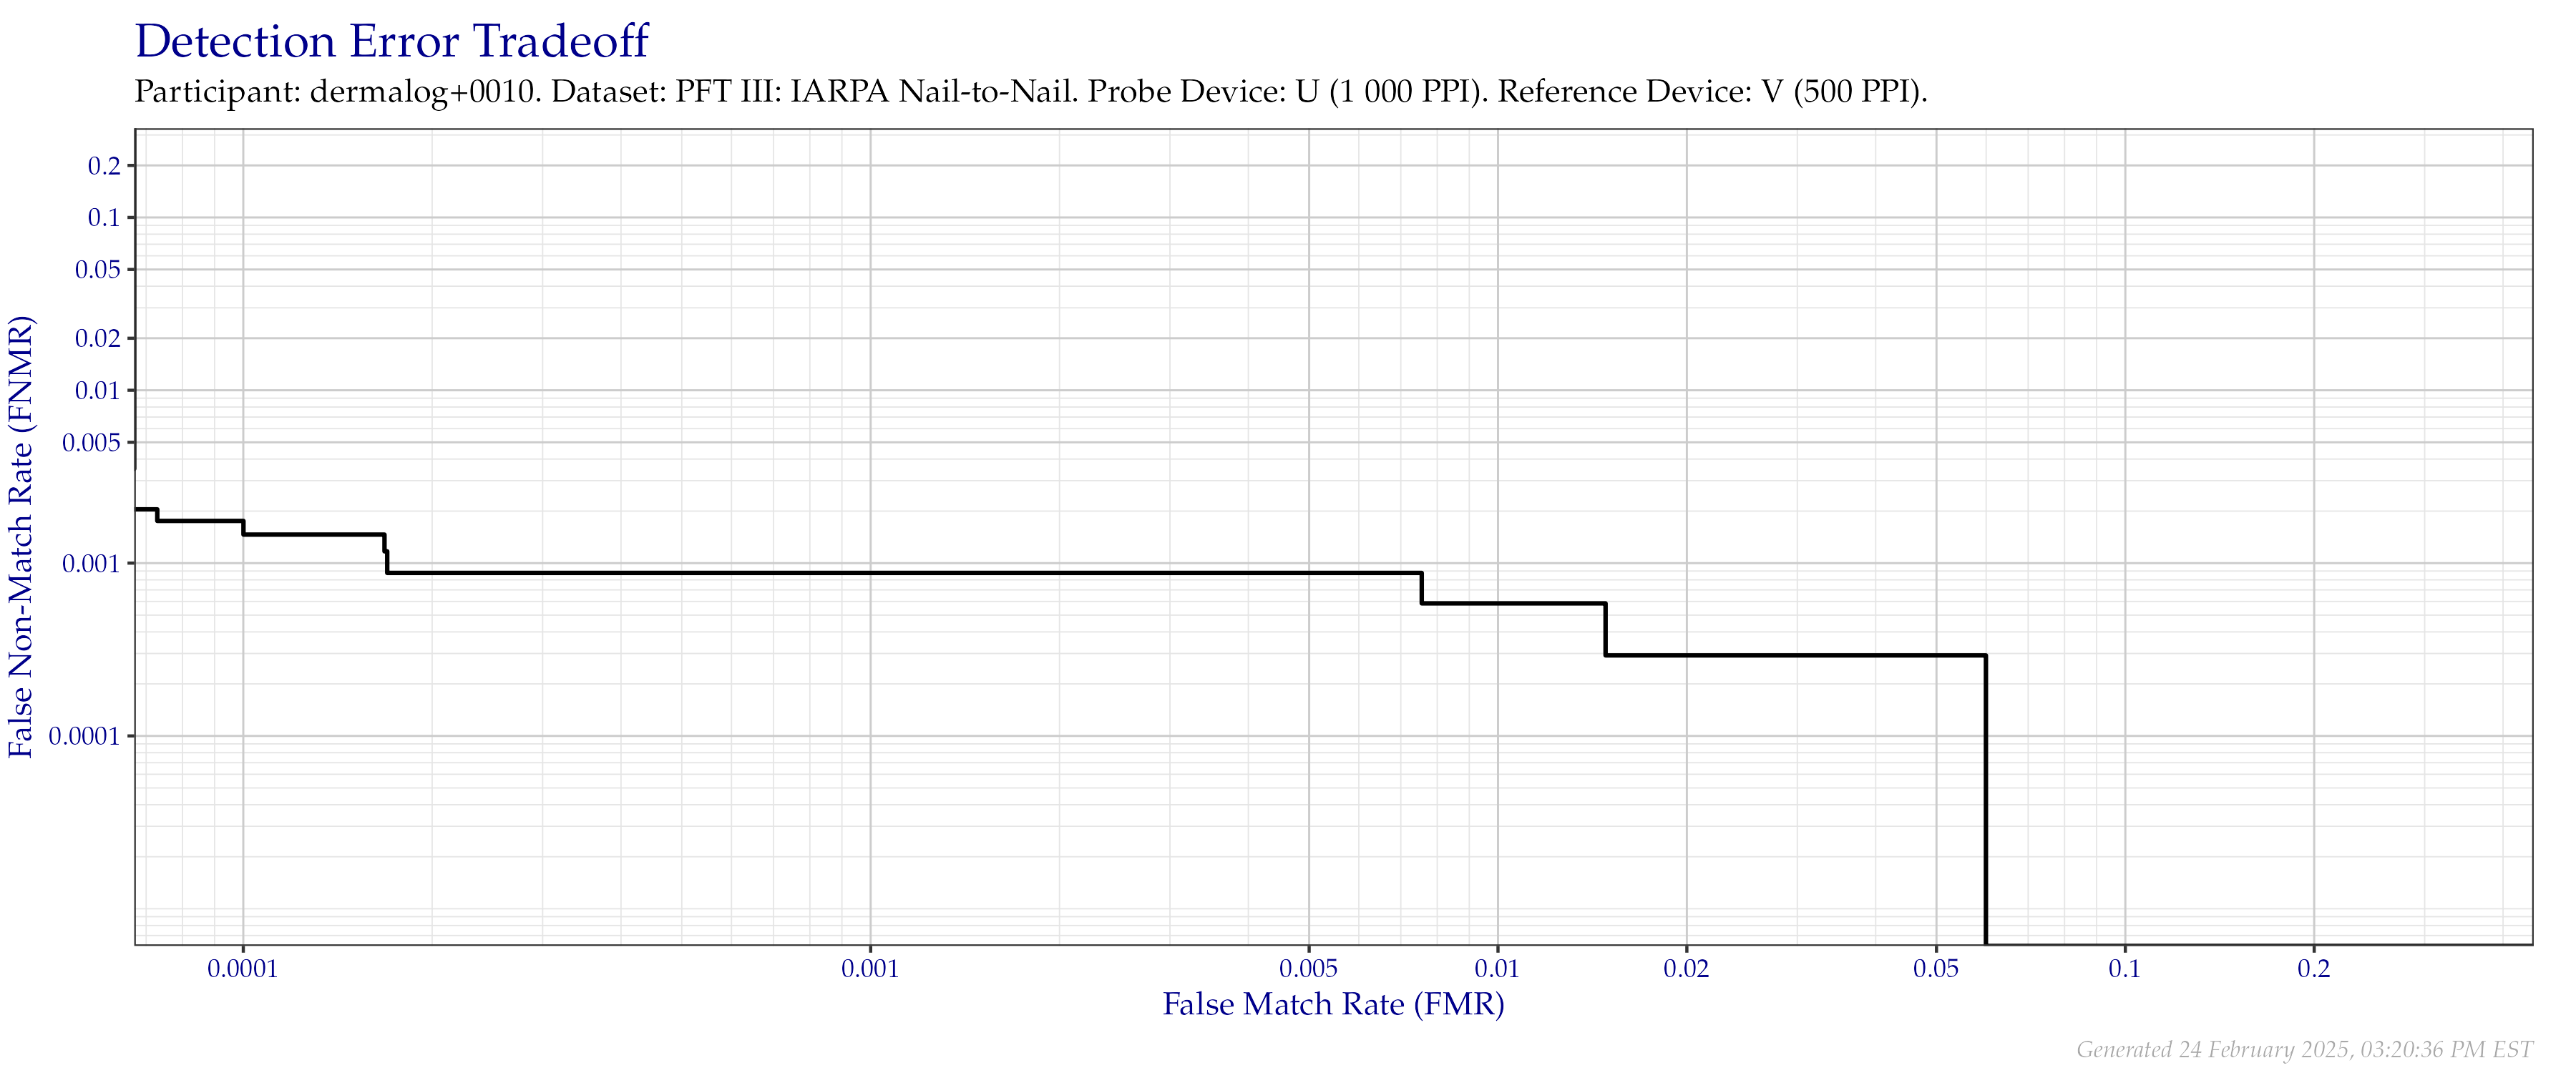 Detection Error Tradeoff
Participant: dermalog+0010. Dataset: PFT III: IARPA Nail-to-Nail. Probe Device: U (1 000 PPI). Reference Device: V (500 PPI).
False Non-Match Rate (FNMR)
0.2
0.1
0.05
0.02
0.01
0.005
0.001
0.0001
0.0001 0.001 0.005 0.01 0.02 0.05 0.1 0.2
False Match Rate (FMR)
Generated 24 February 2025, 03:20:36 PM EST